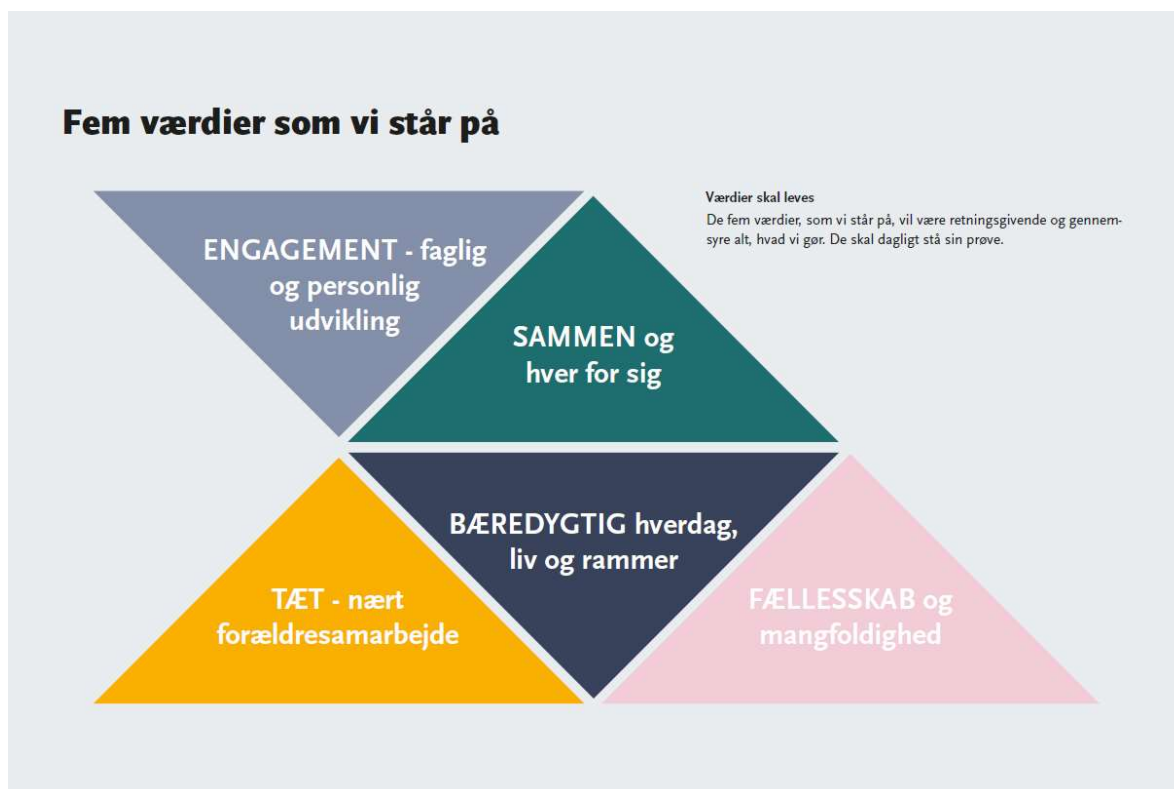 Fem værdier som vi står på
Værdier skal leves
De fem værdier, som vi står på, vil være retningsgivende og gennem-
syre alt, hvad vi gør. De skal dagligt stå sin prøve.
ENGAGEMENT - faglig
og personlig
udvikling
SAMMEN og
hver for sig
BÆREDYGTIG hverdag,
liv og rammer
TÆT - nært
forældresamarbejde
FÆLLESSKAB og
mangfoldighed